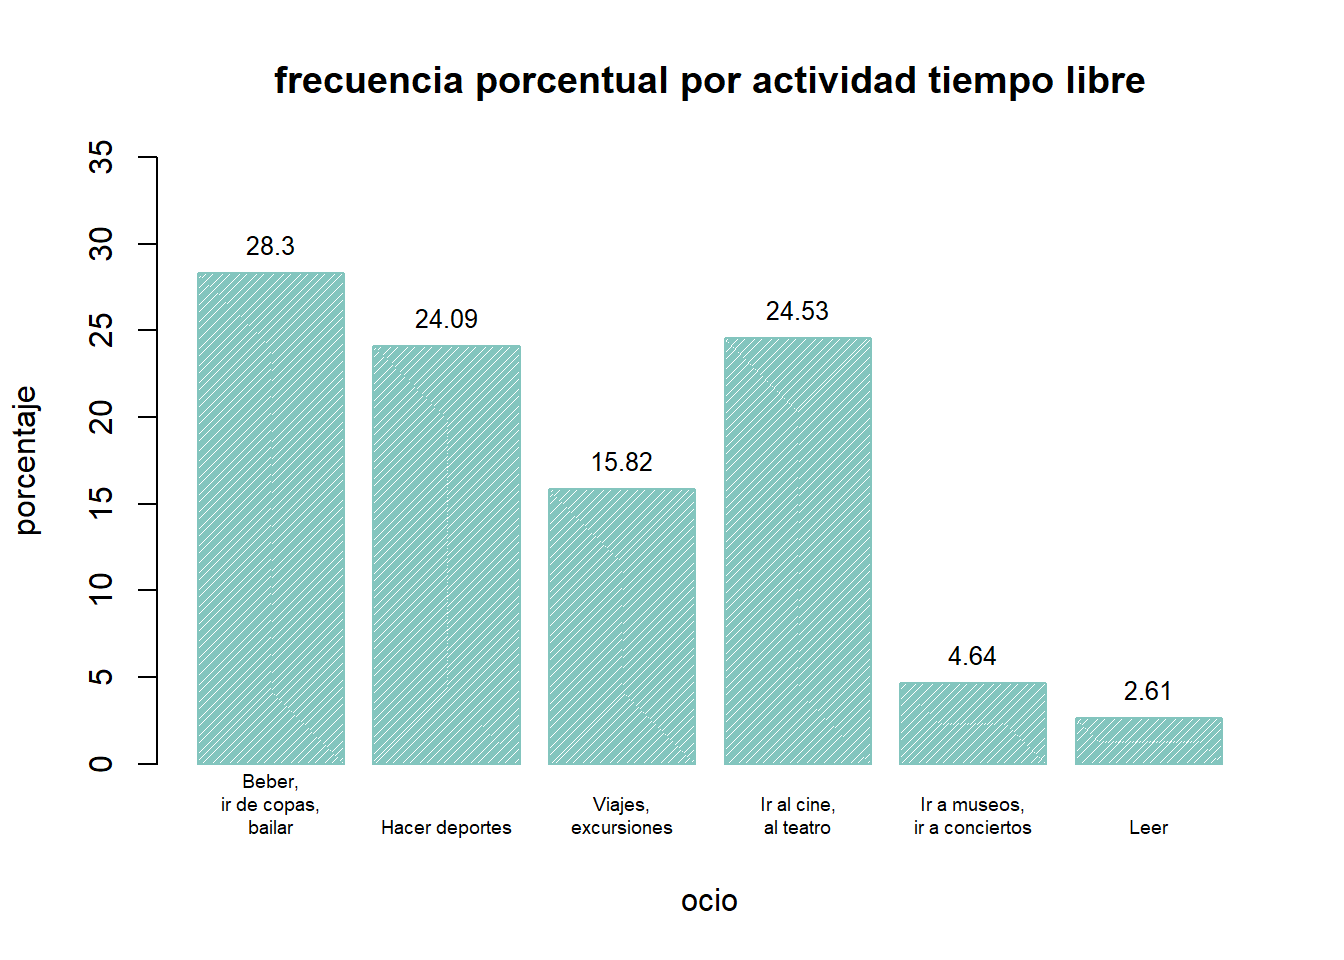 frecuencia porcentual por actividad tiempo libre
porcentaje
35
30
25
20
15
10
5
0
28.3
24.09
15.82
24.53
4.64
2.61
Beber,
ir de copas,
bailar
Hacer deportes
Viajes,
excursiones
Ir al cine,
al teatro
Ir a museos,
ir a conciertos
Leer
ocio